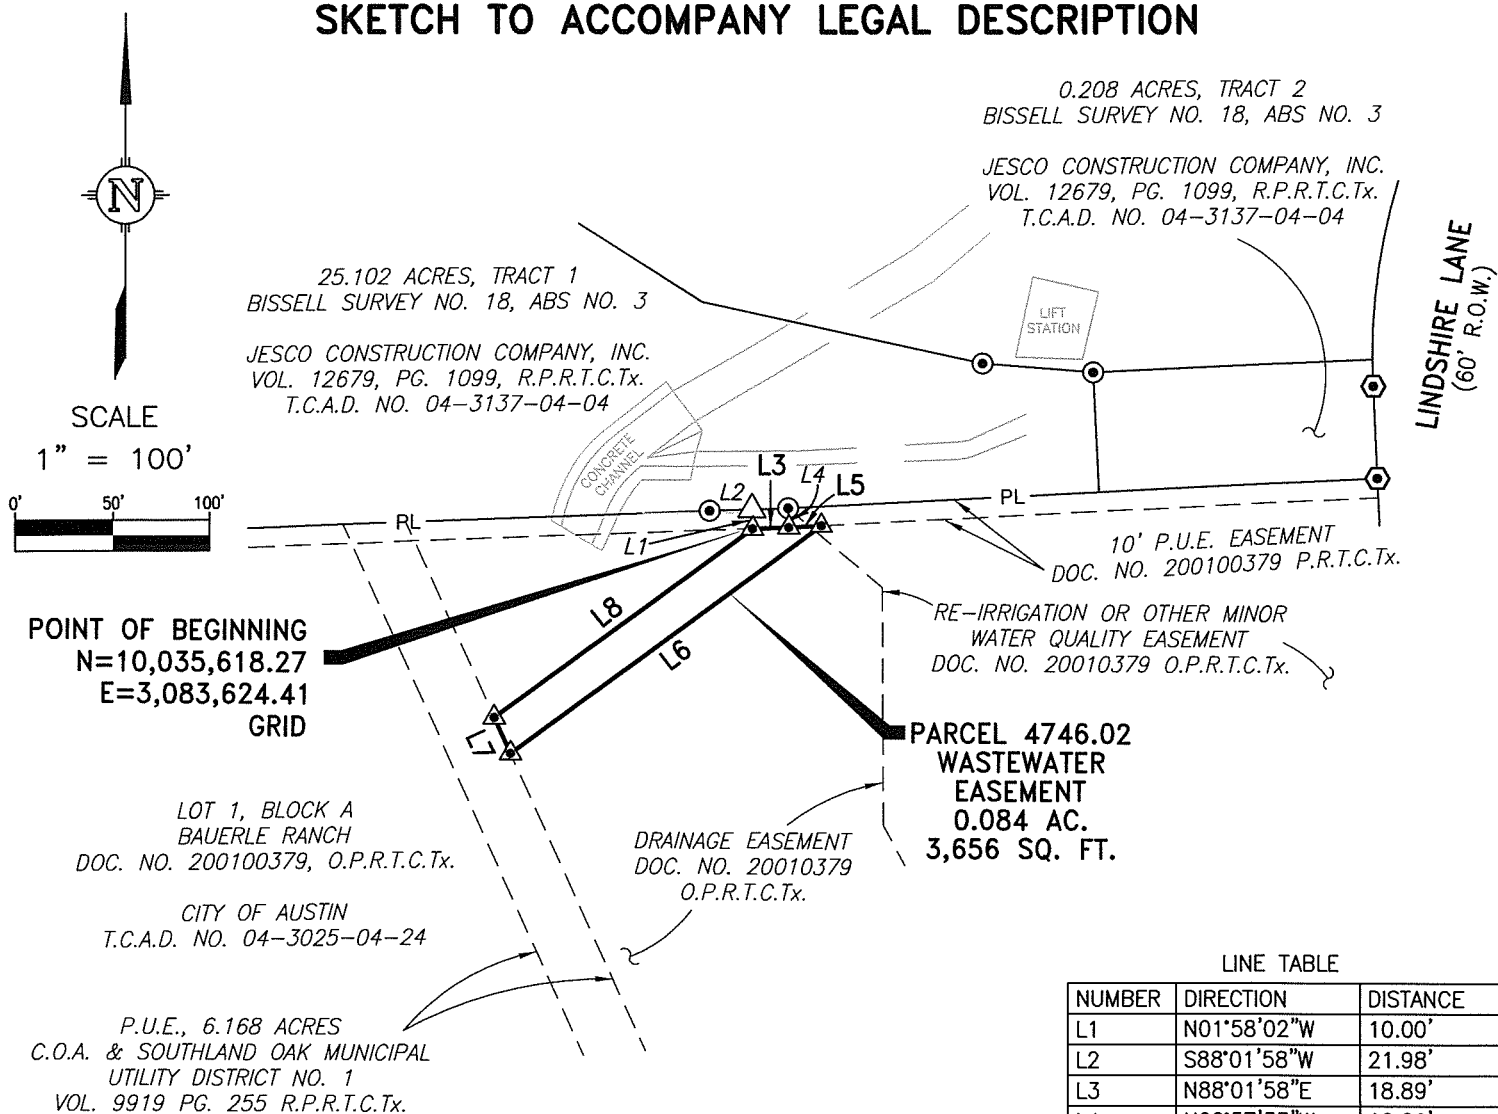 SKETCH TO ACCOMPANY LEGAL DESCRIPTION
N
SCALE
1" = 100'
0' 50' 100'
0.208 ACRES, TRACT 2
BISSELL SURVEY NO. 18, ABS NO. 3
JESCO CONSTRUCTION COMPANY, INC.
VOL. 12679, PG. 1099, R.P.R.T.C.Tx.
T.C.A.D. NO. 04-3137-04-04
25.102 ACRES, TRACT 1
BISSELL SURVEY NO. 18, ABS NO. 3
JESCO CONSTRUCTION COMPANY, INC.
VOL. 12679, PG. 1099, R.P.R.T.C.Tx.
T.C.A.D. NO. 04-3137-04-04
LIFT
STATION
LINDSHIRE LANE
(60' R.O.W.)
CONCRETE
CHANNEL
L2
L3
L4
L5
L1
PL
10' P.U.E. EASEMENT
DOC. NO. 200100379 P.R.T.C.Tx.
RE-IRRIGATION OR OTHER MINOR
WATER QUALITY EASEMENT
DOC. NO. 20010379 O.P.R.T.C.Tx.
L8
L6
L7
POINT OF BEGINNING
N=10,035,618.27
E=3,083,624.41
GRID
PARCEL 4746.02
WASTEWATER
EASEMENT
0.084 AC.
3,656 SQ. FT.
LOT 1, BLOCK A
BAUERLE RANCH
DOC. NO. 200100379, O.P.R.T.C.Tx.
CITY OF AUSTIN
T.C.A.D. NO. 04-3025-04-24
DRAINAGE EASEMENT
DOC. NO. 20010379
O.P.R.T.C.Tx.
P.U.E., 6.168 ACRES
C.O.A. & SOUTHLAND OAK MUNICIPAL
UTILITY DISTRICT NO. 1
VOL. 9919 PG. 255 R.P.R.T.C.Tx.
LINE TABLE
NUMBER DIRECTION DISTANCE
L1 N01°58'02"W 10.00'
L2 S88°01'58"W 21.98'
L3 N88°01'58"E 18.89'